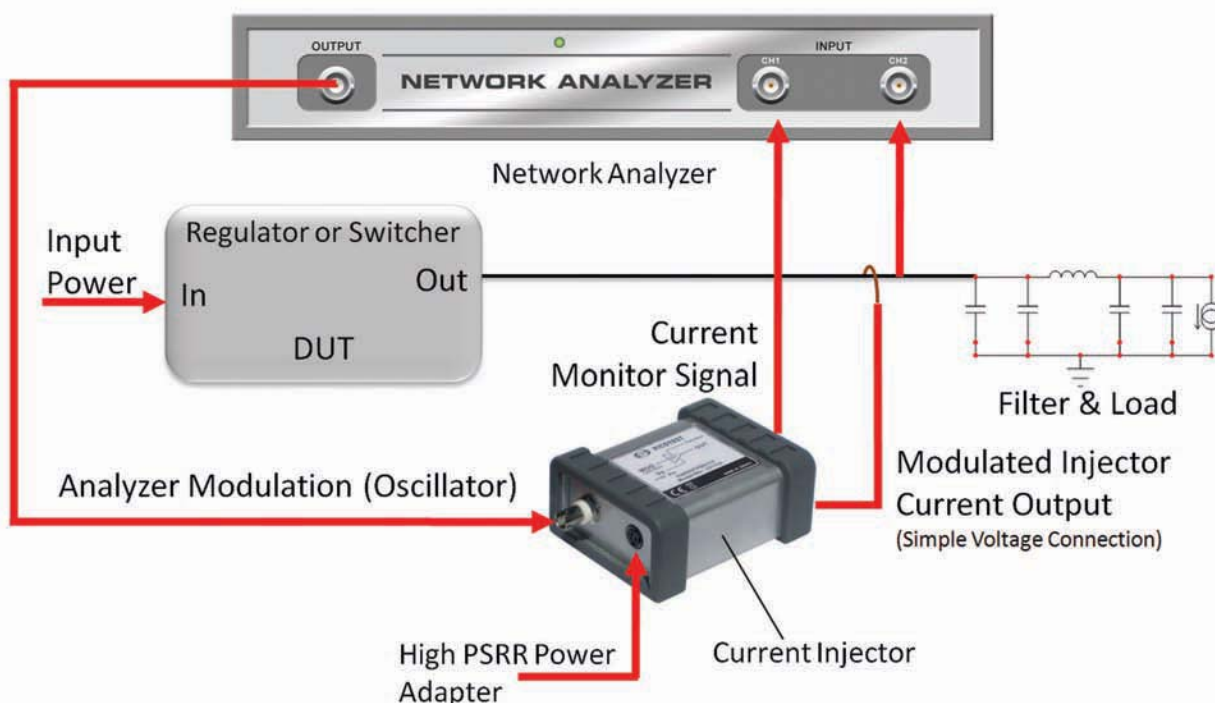 OUTPUT
INPUT
CH1
CH2
NETWORK ANALYZER
Network Analyzer
Input
Power
Regulator or Switcher
In
Out
DUT
Current
Monitor Signal
Filter & Load
Analyzer Modulation (Oscillator)
Modulated Injector
Current Output
(Simple Voltage Connection)
PICOTEST
High PSRR Power
Adapter
Current Injector